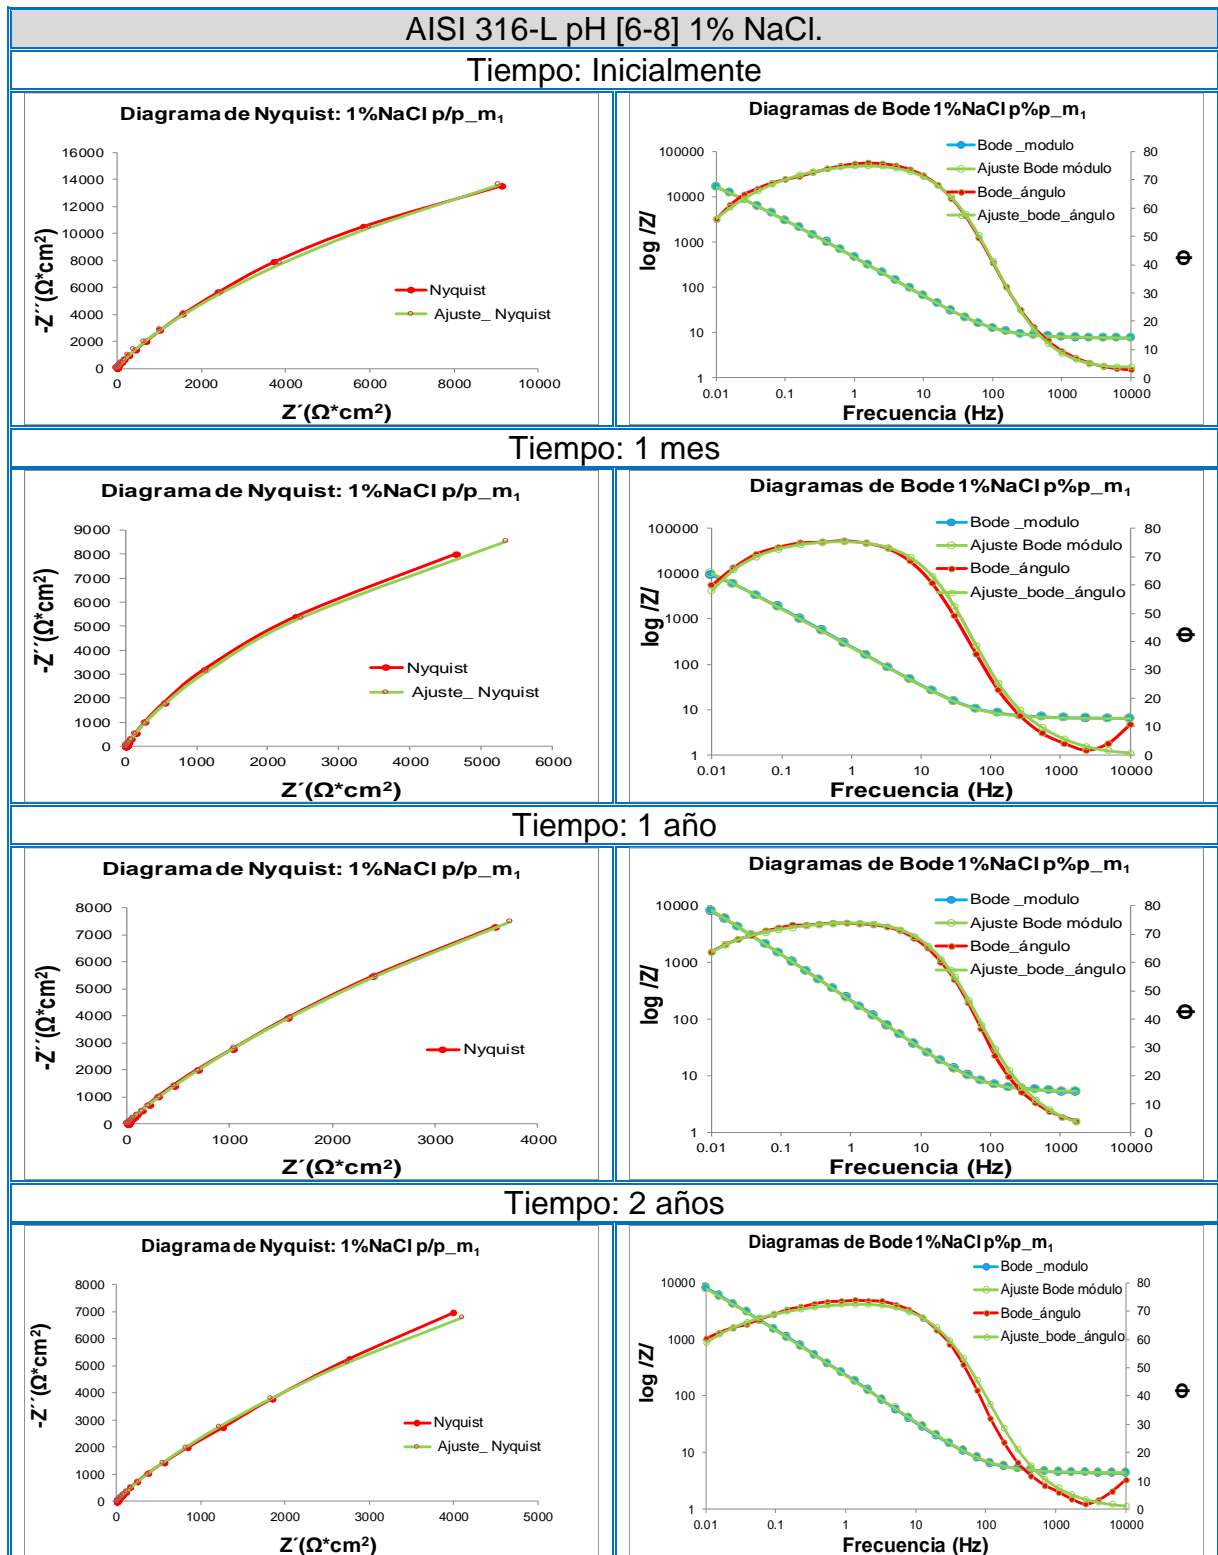 AISI 316-L pH [6-8] 1% NaCl.
Tiempo: Inicialmente
Diagrama de Nyquist: 1%NaCl p/p_m₁
16000
14000
12000
10000
8000
6000
4000
2000
0
-Z´´(Ω*cm²)
Nyquist
Ajuste_ Nyquist
0 2000 4000 6000 8000 10000
Z´(Ω*cm²)
Diagramas de Bode 1%NaCl p%p_m₁
Bode _modulo
Ajuste Bode módulo
Bode_ángulo
Ajuste_bode_ángulo
100000
10000
1000
100
10
1
log /Z/
80
70
60
50
40
30
20
10
0
Φ
0.01 0.1 1 10 100 1000 10000
Frecuencia (Hz)
Tiempo: 1 mes
Diagrama de Nyquist: 1%NaCl p/p_m₁
9000
8000
7000
6000
5000
4000
3000
2000
1000
0
-Z´´(Ω*cm²)
Nyquist
Ajuste_ Nyquist
0 1000 2000 3000 4000 5000 6000
Z´(Ω*cm²)
Diagramas de Bode 1%NaCl p%p_m₁
Bode _modulo
Ajuste Bode módulo
Bode_ángulo
Ajuste_bode_ángulo
100000
10000
1000
100
10
1
log /Z/
80
70
60
50
40
30
20
10
0
Φ
0.01 0.1 1 10 100 1000 10000
Frecuencia (Hz)
Tiempo: 1 año
Diagrama de Nyquist: 1%NaCl p/p_m₁
8000
7000
6000
5000
4000
3000
2000
1000
0
-Z´´(Ω*cm²)
Nyquist
0 1000 2000 3000 4000
Z´(Ω*cm²)
Diagramas de Bode 1%NaCl p%p_m₁
Bode _modulo
Ajuste Bode módulo
Bode_ángulo
Ajuste_bode_ángulo
10000
1000
100
10
1
log /Z/
80
70
60
50
40
30
20
10
0
Φ
0.01 0.1 1 10 100 1000 10000
Frecuencia (Hz)
Tiempo: 2 años
Diagrama de Nyquist: 1%NaCl p/p_m₁
8000
7000
6000
5000
4000
3000
2000
1000
0
-Z´´(Ω*cm²)
Nyquist
Ajuste_ Nyquist
0 1000 2000 3000 4000 5000
Z´(Ω*cm²)
Diagramas de Bode 1%NaCl p%p_m₁
Bode _modulo
Ajuste Bode módulo
Bode_ángulo
Ajuste_bode_ángulo
10000
1000
100
10
1
log /Z/
80
70
60
50
40
30
20
10
0
Φ
0.01 0.1 1 10 100 1000 10000
Frecuencia (Hz)